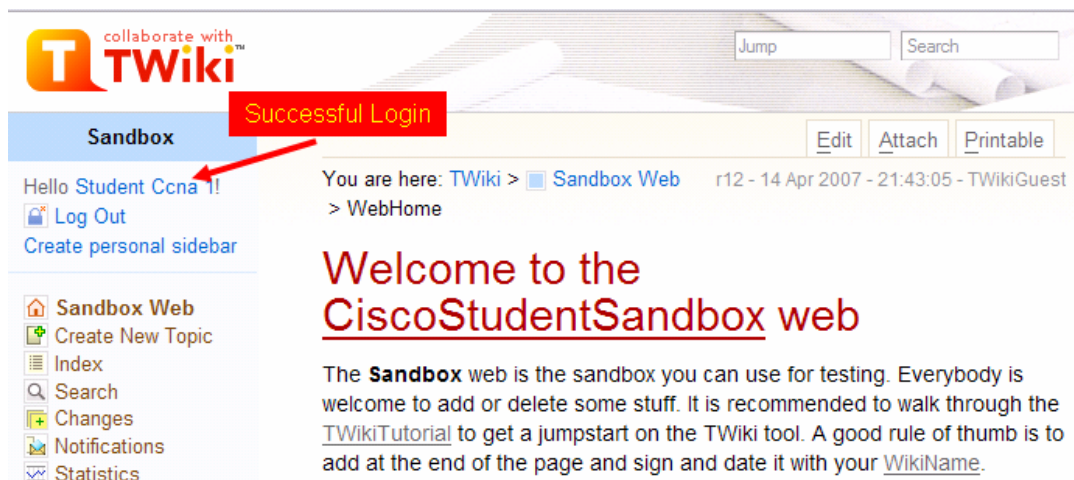 collaborate with
TWiki™
Jump
Search
Successful Login
Sandbox
Edit
Attach
Printable
Hello Student Ccna 1!
Log Out
Create personal sidebar
You are here: TWiki > Sandbox Web
> WebHome
r12 - 14 Apr 2007 - 21:43:05 - TWikiGuest
Sandbox Web
Create New Topic
Index
Search
Changes
Notifications
Statistics
Welcome to the
CiscoStudentSandbox web
The Sandbox web is the sandbox you can use for testing. Everybody is
welcome to add or delete some stuff. It is recommended to walk through the
TWikiTutorial to get a jumpstart on the TWiki tool. A good rule of thumb is to
add at the end of the page and sign and date it with your WikiName.